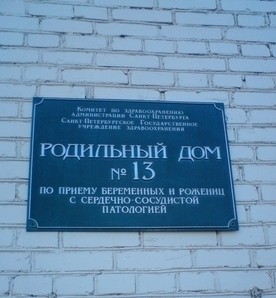 Комитет по здравоохранению
администрации Санкт-Петербурга
Санкт-Петербургское Государственное
учреждение здравоохранения
РОДИЛЬНЫЙ ДОМ
№ 13
по приему беременных и рожениц
с сердечно-сосудистой
патологией